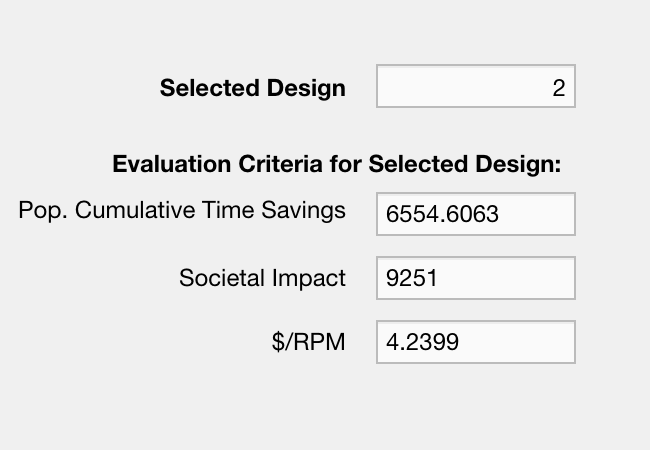 Selected Design 2
Evaluation Criteria for Selected Design:
Pop. Cumulative Time Savings 6554.6063
Societal Impact 9251
$/RPM 4.2399